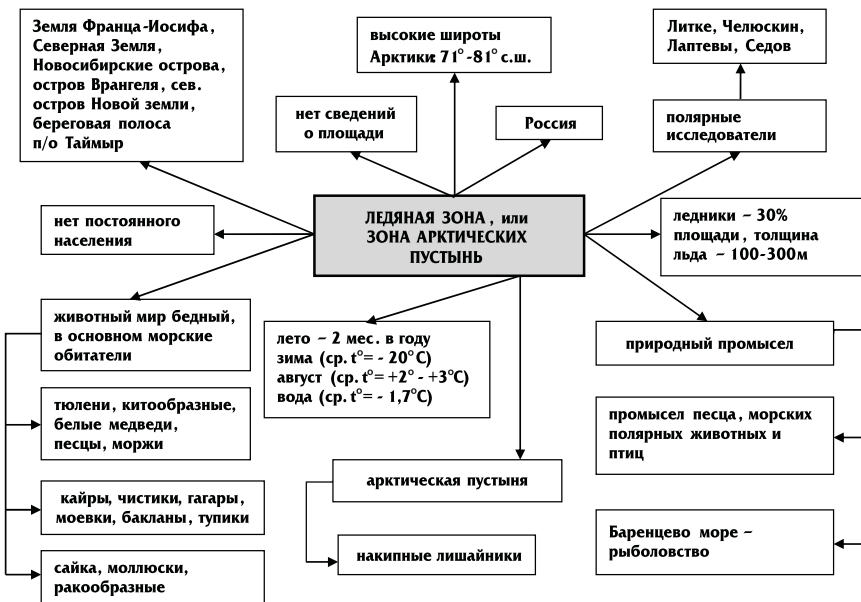 Земля Франца-Иосифа,
Северная Земля,
Новосибирские острова,
остров Врангеля, сев.
остров Новой земли,
береговая полоса
п/о Таймыр
высокие широты
Арктики: 71° -81° с.ш.
Литке, Челюскин,
Лаптевы, Седов
нет сведений
о площади
Россия
полярные
исследователи
нет постоянного
населения
ЛЕДЯНАЯ ЗОНА , или
ЗОНА АРКТИЧЕСКИХ
ПУСТЫНЬ
ледники ~ 30%
площади , толщина
льда ~ 100-300м
животный мир бедный,
в основном морские
обитатели
лето ~ 2 мес. в году
зима (ср. t°= - 20°С)
август (ср. t°= +2° - +3°С)
вода (ср. t°= - 1,7°С)
природный промысел
тюлени, китообразные,
белые медведи,
песцы, моржи
промысел песца, морских
полярных животных и
птиц
кайры, чистики, гагары,
моевки, бакланы, тупики
арктическая пустыня
сайка, моллюски,
ракообразные
накипные лишайники
Баренцево море ~
рыболовство